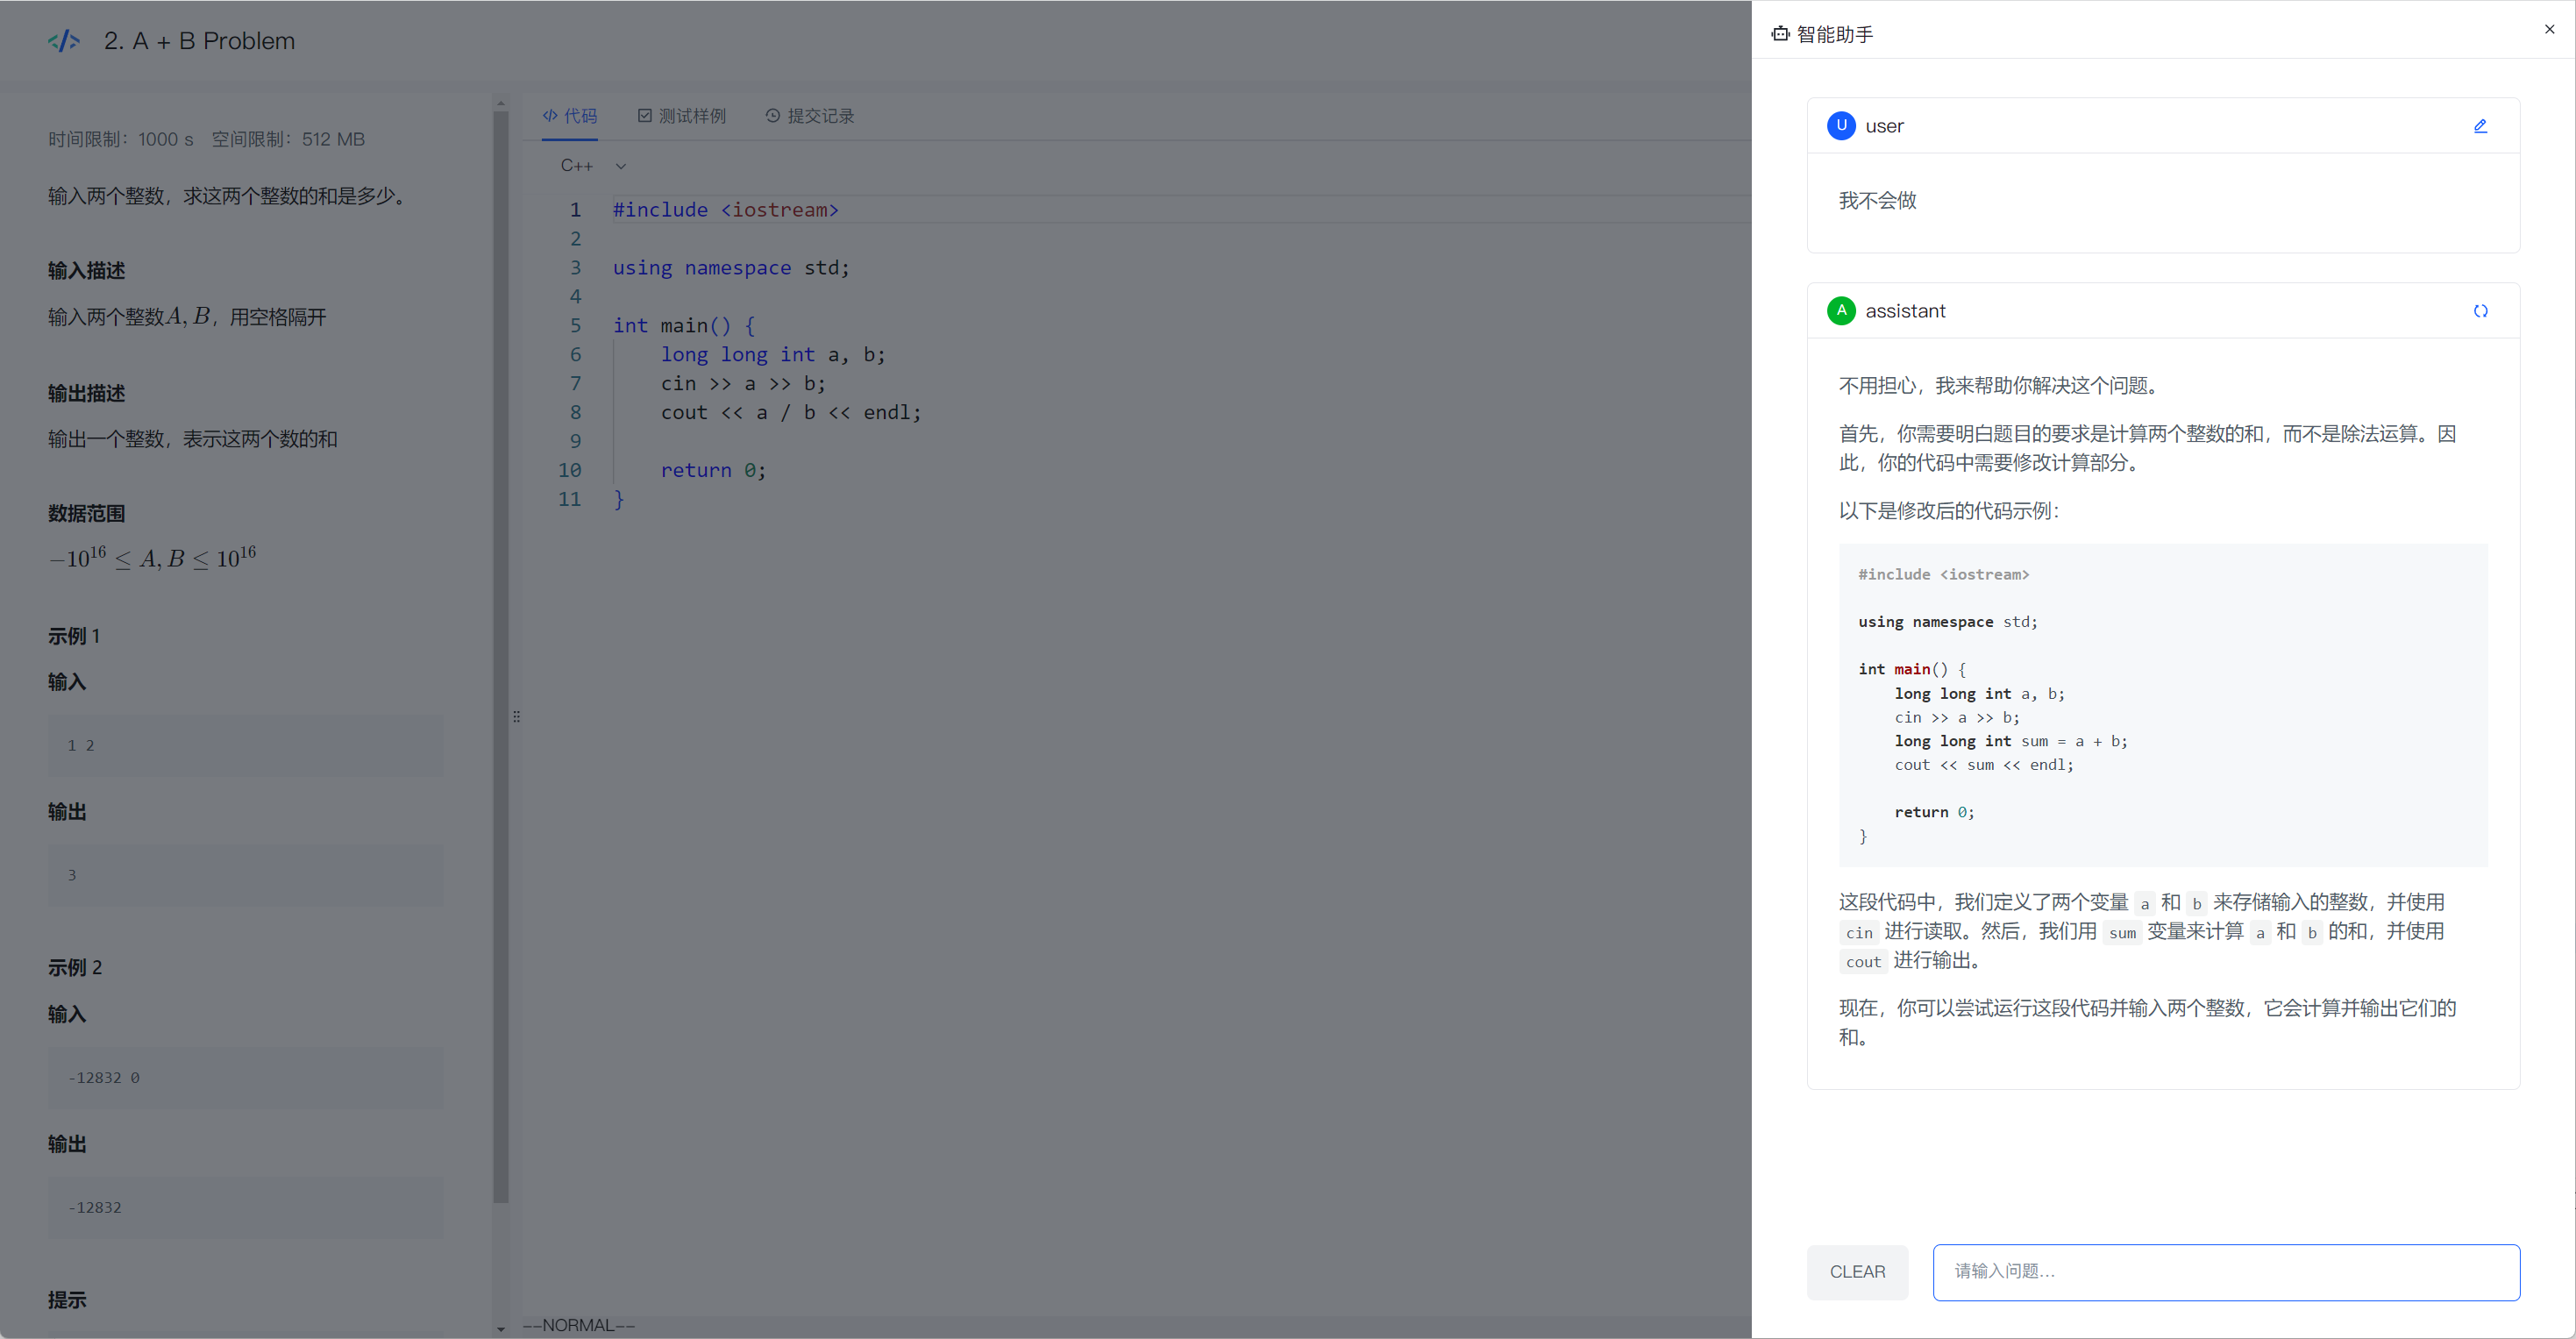 2. A + B Problem
时间限制：1000 s 空间限制：512 MB
输入两个整数，求这两个整数的和是多少。
输入描述
输入两个整数A, B，用空格隔开
输出描述
输出一个整数，表示这两个数的和
数据范围
−10^16 ≤ A, B ≤ 10^16
示例 1
输入
1 2
输出
3
示例 2
输入
-12832 0
输出
-12832
提示
代码 测试样例 提交记录
C++
1 #include <iostream>
2
3 using namespace std;
4
5 int main() {
6     long long int a, b;
7     cin >> a >> b;
8     cout << a / b << endl;
9
10     return 0;
11 }
--NORMAL--
智能助手
U user
我不会做
A assistant
不用担心，我来帮助你解决这个问题。
首先，你需要明白题目的要求是计算两个整数的和，而不是除法运算。因
此，你的代码中需要修改计算部分。
以下是修改后的代码示例：
#include <iostream>
using namespace std;
int main() {
    long long int a, b;
    cin >> a >> b;
    long long int sum = a + b;
    cout << sum << endl;
    return 0;
}
这段代码中，我们定义了两个变量 a 和 b 来存储输入的整数，并使用
cin 进行读取。然后，我们用 sum 变量来计算 a 和 b 的和，并使用
cout 进行输出。
现在，你可以尝试运行这段代码并输入两个整数，它会计算并输出它们的
和。
CLEAR
请输入问题...